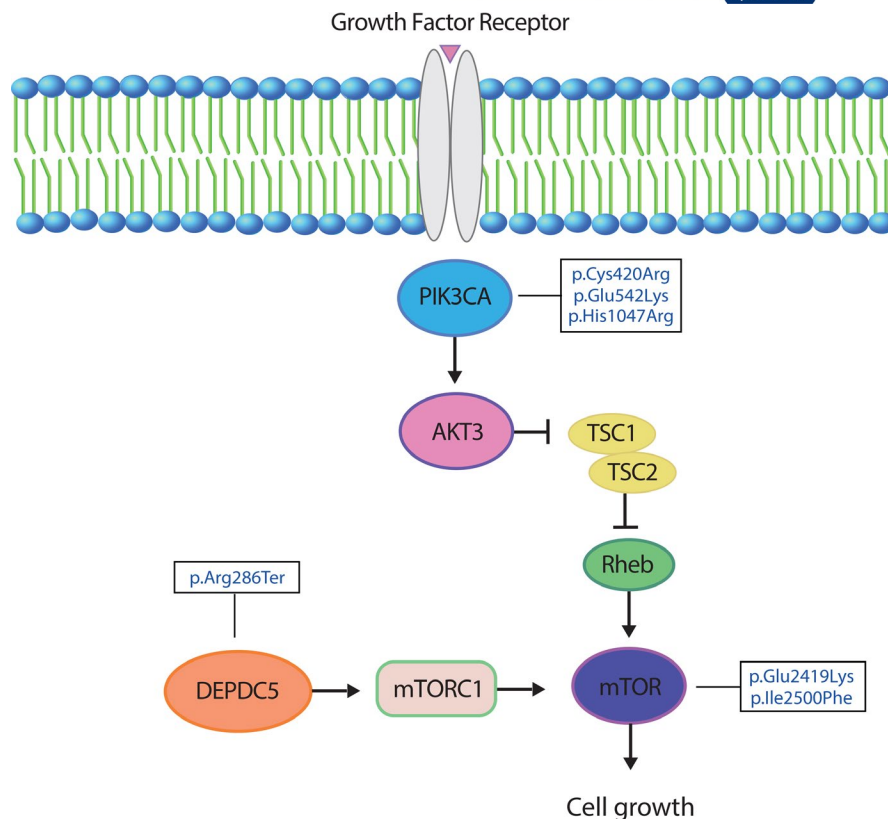 Growth Factor Receptor
PIK3CA
p.Cys420Arg
p.Glu542Lys
p.His1047Arg
AKT3
TSC1
TSC2
Rheb
p.Arg286Ter
DEPDC5
mTORC1
mTOR
p.Glu2419Lys
p.Ile2500Phe
Cell growth